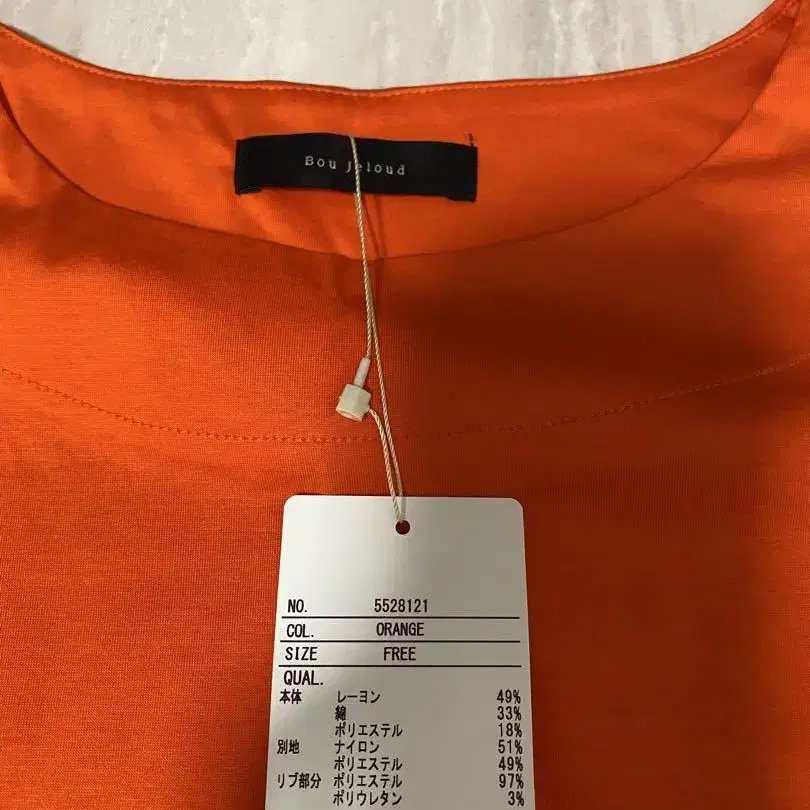 Bou Jeloud
NO. 5528121
COL. ORANGE
SIZE FREE
QUAL.
本体 レーヨン 49%
綿 33%
ポリエステル 18%
別地 ナイロン 51%
ポリエステル 49%
リブ部分 ポリエステル 97%
ポリウレタン 3%